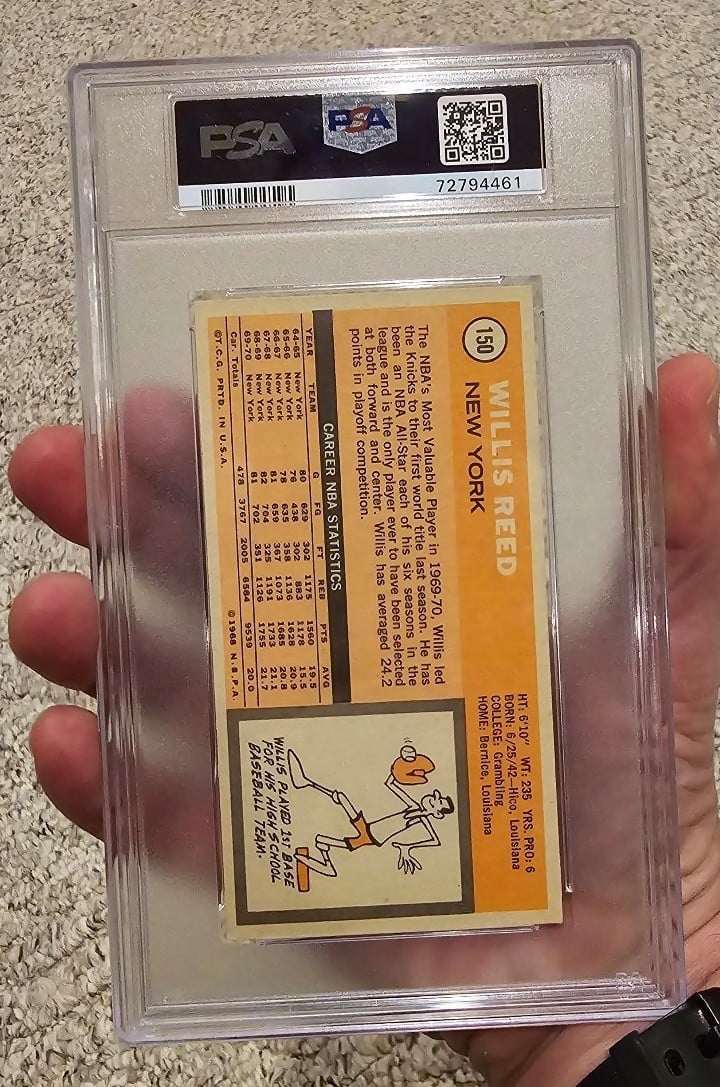 PSA
PSA
72794461
150
WILLIS REED
NEW YORK
HT: 6'10" WT: 235 YRS. PRO: 6
BORN: 6/25/42—Hico, Louisiana
COLLEGE: Grambling
HOME: Bernice, Louisiana
The NBA's Most Valuable Player in 1969-70, Willis led
the Knicks to their first world title last season. He has
been an NBA All-Star each of his six seasons in the
league and is the only player ever to have been selected
at both forward and center. Willis has averaged 24.2
points in playoff competition.
CAREER NBA STATISTICS
YEAR TEAM G FG FT REB PTS AVG
64-65 New York 80 629 302 1175 1560 19.5
65-66 New York 76 438 302 883 1178 15.5
66-67 New York 78 635 358 1136 1628 20.9
67-68 New York 81 659 367 1073 1685 20.8
68-69 New York 82 704 325 1191 1733 21.1
69-70 New York 81 702 351 1126 1755 21.7
Car. Totals 478 3767 2005 6584 9539 20.0
©T.C.G. PRTD. IN U.S.A. ©1968 N.B.P.A.
WILLIS PLAYED 1ST BASE
FOR HIS HIGH SCHOOL
BASEBALL TEAM.